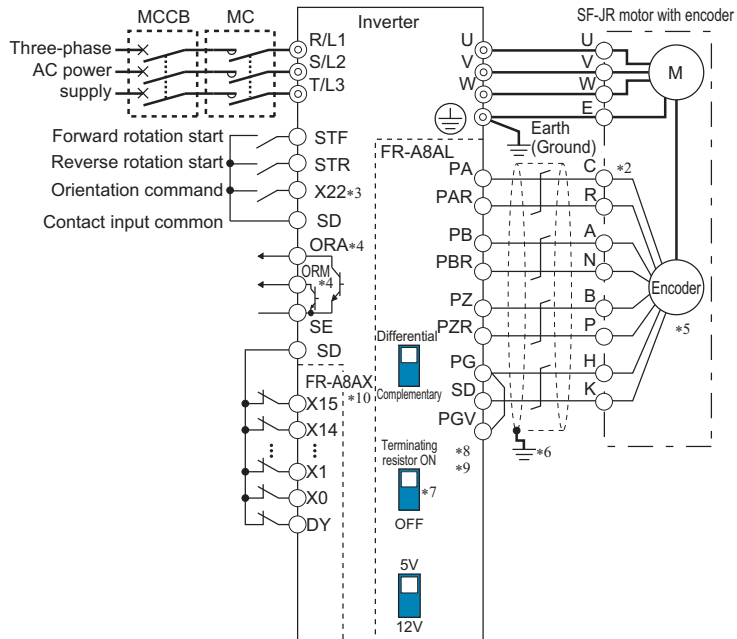 MCCB
MC
Inverter
SF-JR motor with encoder
Three-phase
AC power
supply
R/L1
S/L2
T/L3
U
V
W
U
V
W
E
M
Earth
(Ground)
Forward rotation start
Reverse rotation start
Orientation command
Contact input common
STF
STR
X22*3
SD
ORA*4
ORM
*4
SE
SD
FR-A8AX
*10
X15
X14
X1
X0
DY
FR-A8AL
PA
PAR
PB
PBR
PZ
PZR
PG
SD
PGV
*8
*9
C
*2
R
A
N
B
P
H
K
Encoder
*5
*6
Differential
Complementary
Terminating
resistor ON
*7
OFF
5V
12V